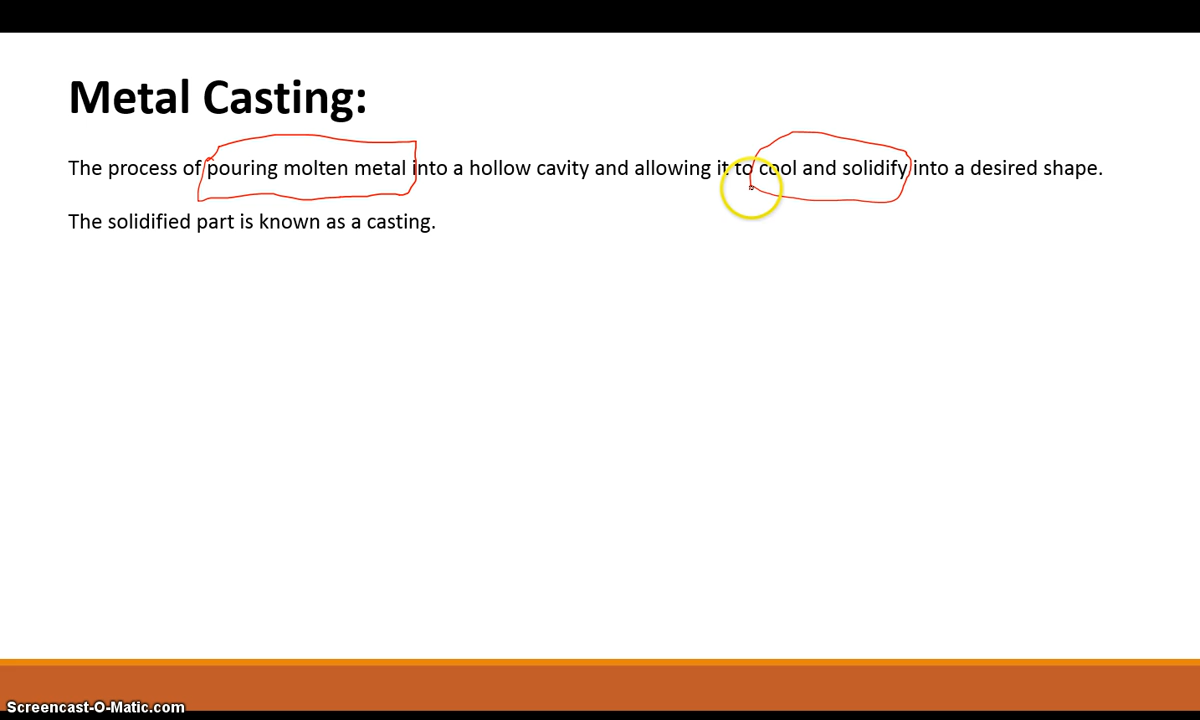 Metal Casting:
The process of pouring molten metal into a hollow cavity and allowing it to cool and solidify into a desired shape.
The solidified part is known as a casting.
Screencast-O-Matic.com